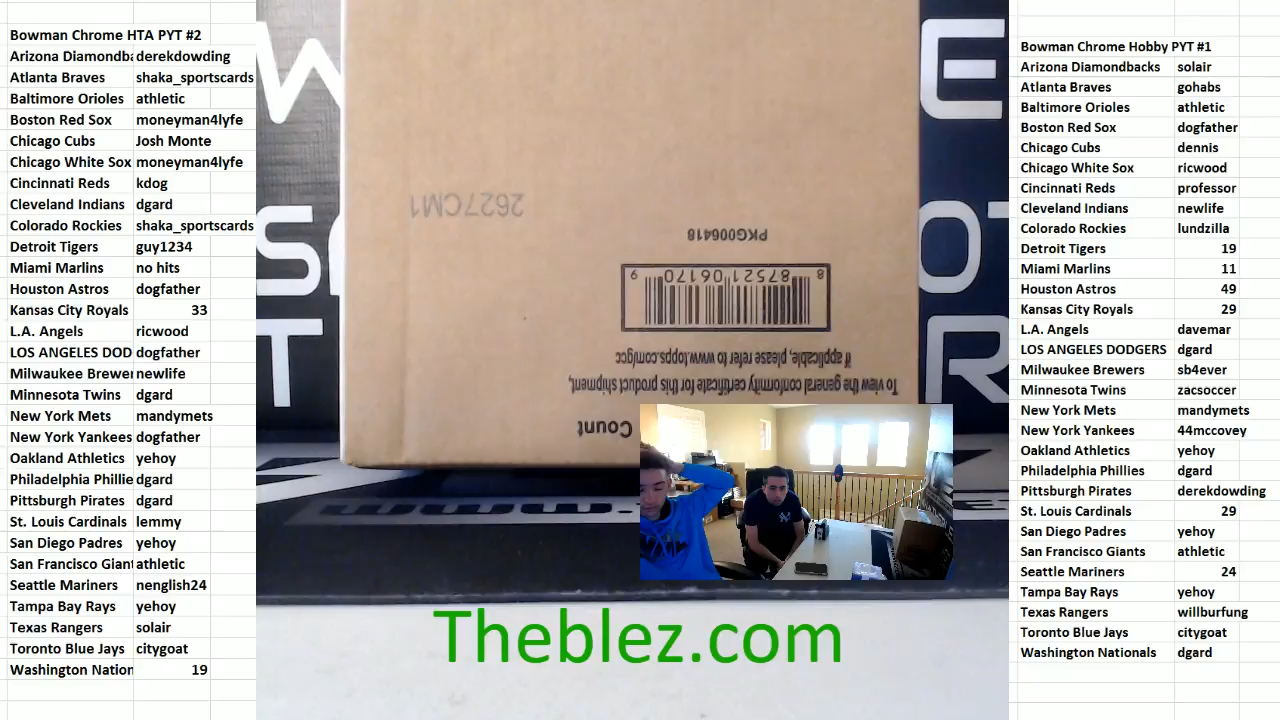 Bowman Chrome HTA PYT #2
Arizona Diamondba derekdowding
Atlanta Braves shaka_sportscards
Baltimore Orioles athletic
Boston Red Sox moneyman4lyfe
Chicago Cubs Josh Monte
Chicago White Sox moneyman4lyfe
Cincinnati Reds kdog
Cleveland Indians dgard
Colorado Rockies shaka_sportscards
Detroit Tigers guy1234
Miami Marlins no hits
Houston Astros dogfather
Kansas City Royals 33
L.A. Angels ricwood
LOS ANGELES DOD dogfather
Milwaukee Brewer newlife
Minnesota Twins dgard
New York Mets mandymets
New York Yankees dogfather
Oakland Athletics yehoy
Philadelphia Phillie dgard
Pittsburgh Pirates dgard
St. Louis Cardinals lemmy
San Diego Padres yehoy
San Francisco Giant athletic
Seattle Mariners nenglish24
Tampa Bay Rays yehoy
Texas Rangers solair
Toronto Blue Jays citygoat
Washington Nation 19
2627CM1
PKG006418
8 87521 06170 9
if applicable, please refer to www.topps.com/gcc
To view the general conformity certificate for this product shipment,
Count
Theblez.com
Bowman Chrome Hobby PYT #1
Arizona Diamondbacks solair
Atlanta Braves gohabs
Baltimore Orioles athletic
Boston Red Sox dogfather
Chicago Cubs dennis
Chicago White Sox ricwood
Cincinnati Reds professor
Cleveland Indians newlife
Colorado Rockies lundzilla
Detroit Tigers 19
Miami Marlins 11
Houston Astros 49
Kansas City Royals 29
L.A. Angels davemar
LOS ANGELES DODGERS dgard
Milwaukee Brewers sb4ever
Minnesota Twins zacsoccer
New York Mets mandymets
New York Yankees 44mccovey
Oakland Athletics yehoy
Philadelphia Phillies dgard
Pittsburgh Pirates derekdowding
St. Louis Cardinals 29
San Diego Padres yehoy
San Francisco Giants athletic
Seattle Mariners 24
Tampa Bay Rays yehoy
Texas Rangers willburfung
Toronto Blue Jays citygoat
Washington Nationals dgard